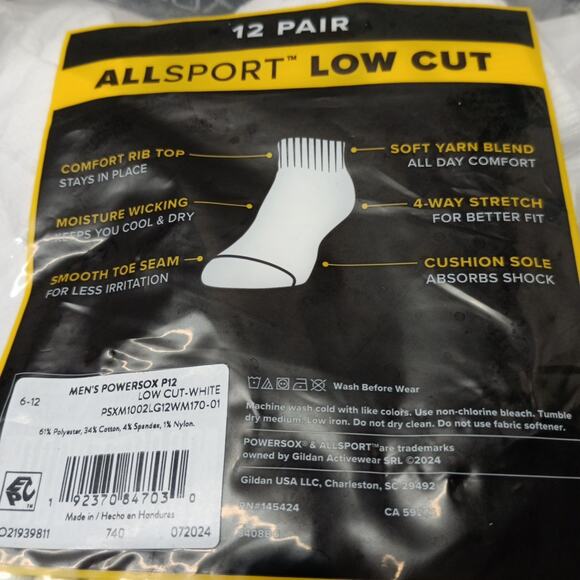 12 PAIR
ALLSPORT™ LOW CUT
COMFORT RIB TOP
STAYS IN PLACE
MOISTURE WICKING
KEEPS YOU COOL & DRY
SMOOTH TOE SEAM
FOR LESS IRRITATION
SOFT YARN BLEND
ALL DAY COMFORT
4-WAY STRETCH
FOR BETTER FIT
CUSHION SOLE
ABSORBS SHOCK
6-12
MEN'S POWERSOX P12
LOW CUT-WHITE
PSXM1002LG12WM170-01
61% Polyester, 34% Cotton, 4% Spandex, 1% Nylon.
1 92370 84703 0
Made in / Hecho en Honduras
O21939811 740 072024
Wash Before Wear
Machine wash cold with like colors. Use non-chlorine bleach. Tumble
dry medium. Low iron. Do not dry clean. Do not use fabric softener.
POWERSOX® & ALLSPORT™are trademarks
owned by Gildan Activewear SRL ©2024
Gildan USA LLC, Charleston, SC 29492
RN#145424 CA